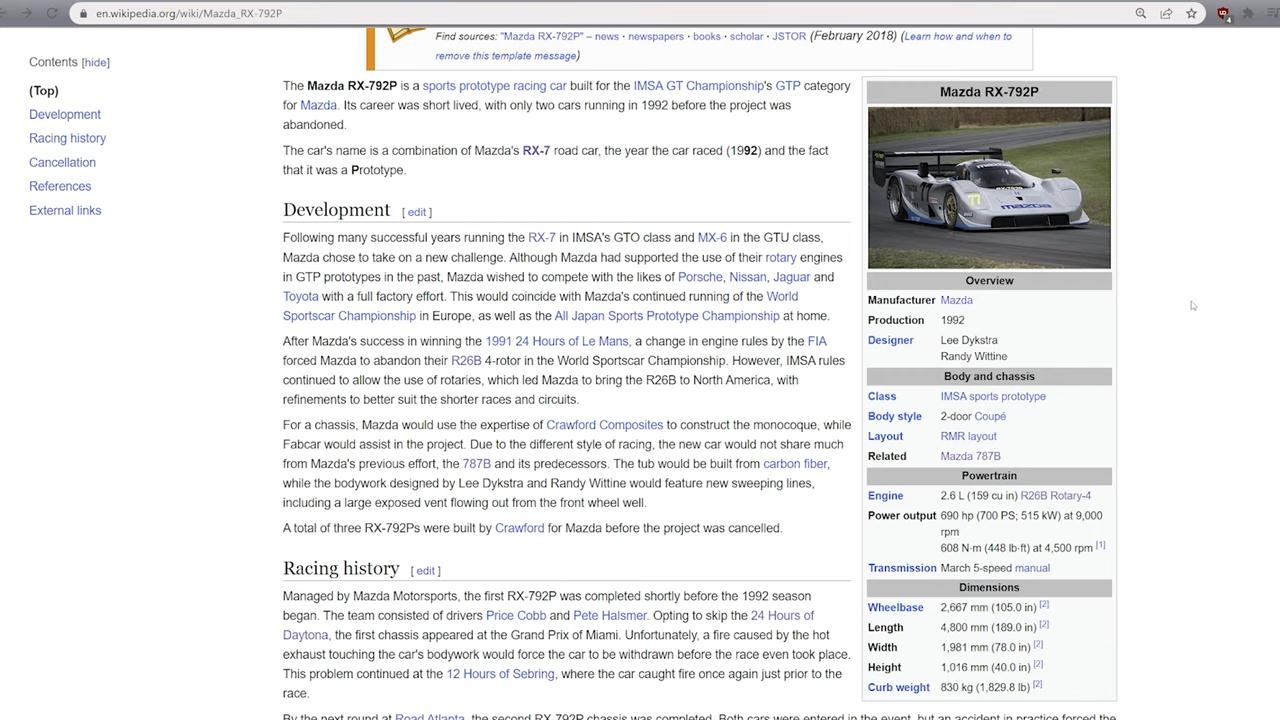 en.wikipedia.org/wiki/Mazda_RX-792P
4
Find sources: "Mazda RX-792P" – news · newspapers · books · scholar · JSTOR (February 2018) (Learn how and when to
remove this template message)
Contents [hide]
(Top)
Development
Racing history
Cancellation
References
External links
The Mazda RX-792P is a sports prototype racing car built for the IMSA GT Championship's GTP category
for Mazda. Its career was short lived, with only two cars running in 1992 before the project was
abandoned.
The car's name is a combination of Mazda's RX-7 road car, the year the car raced (1992) and the fact
that it was a Prototype.
Development [ edit ]
Following many successful years running the RX-7 in IMSA's GTO class and MX-6 in the GTU class,
Mazda chose to take on a new challenge. Although Mazda had supported the use of their rotary engines
in GTP prototypes in the past, Mazda wished to compete with the likes of Porsche, Nissan, Jaguar and
Toyota with a full factory effort. This would coincide with Mazda's continued running of the World
Sportscar Championship in Europe, as well as the All Japan Sports Prototype Championship at home.
After Mazda's success in winning the 1991 24 Hours of Le Mans, a change in engine rules by the FIA
forced Mazda to abandon their R26B 4-rotor in the World Sportscar Championship. However, IMSA rules
continued to allow the use of rotaries, which led Mazda to bring the R26B to North America, with
refinements to better suit the shorter races and circuits.
For a chassis, Mazda would use the expertise of Crawford Composites to construct the monocoque, while
Fabcar would assist in the project. Due to the different style of racing, the new car would not share much
from Mazda's previous effort, the 787B and its predecessors. The tub would be built from carbon fiber,
while the bodywork designed by Lee Dykstra and Randy Wittine would feature new sweeping lines,
including a large exposed vent flowing out from the front wheel well.
A total of three RX-792Ps were built by Crawford for Mazda before the project was cancelled.
Racing history [ edit ]
Managed by Mazda Motorsports, the first RX-792P was completed shortly before the 1992 season
began. The team consisted of drivers Price Cobb and Pete Halsmer. Opting to skip the 24 Hours of
Daytona, the first chassis appeared at the Grand Prix of Miami. Unfortunately, a fire caused by the hot
exhaust touching the car's bodywork would force the car to be withdrawn before the race even took place.
This problem continued at the 12 Hours of Sebring, where the car caught fire once again just prior to the
race.
By the next round at Road Atlanta, the second RX-792P chassis was completed. Both cars were entered in the event, but an accident in practice forced the
Mazda RX-792P
77
mazda
Overview
Manufacturer Mazda
Production 1992
Designer Lee Dykstra
Randy Wittine
Body and chassis
Class IMSA sports prototype
Body style 2-door Coupé
Layout RMR layout
Related Mazda 787B
Powertrain
Engine 2.6 L (159 cu in) R26B Rotary-4
Power output 690 hp (700 PS; 515 kW) at 9,000
rpm
608 N·m (448 lb·ft) at 4,500 rpm [1]
Transmission March 5-speed manual
Dimensions
Wheelbase 2,667 mm (105.0 in) [2]
Length 4,800 mm (189.0 in) [2]
Width 1,981 mm (78.0 in) [2]
Height 1,016 mm (40.0 in) [2]
Curb weight 830 kg (1,829.8 lb) [2]